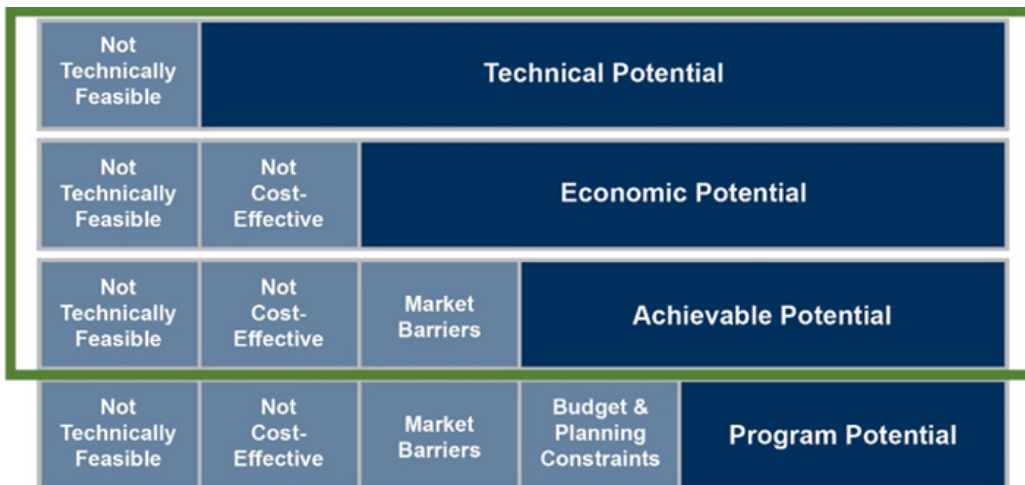 Not
Technically
Feasible
Technical Potential
Not
Technically
Feasible
Not
Cost-
Effective
Economic Potential
Not
Technically
Feasible
Not
Cost-
Effective
Market
Barriers
Achievable Potential
Not
Technically
Feasible
Not
Cost-
Effective
Market
Barriers
Budget &
Planning
Constraints
Program Potential